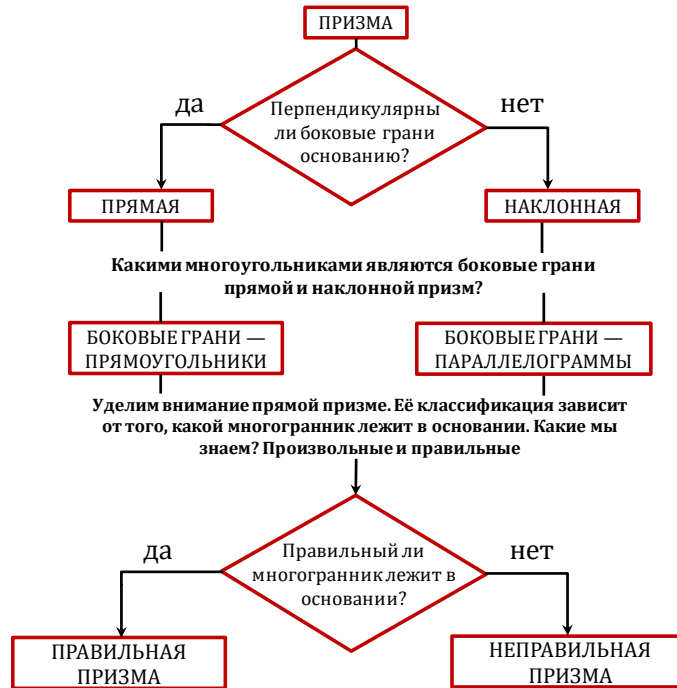 ПРИЗМА
да
Перпендикулярны
ли боковые грани
основанию?
нет
ПРЯМАЯ
НАКЛОННАЯ
Какими многоугольниками являются боковые грани
прямой и наклонной призм?
БОКОВЫЕ ГРАНИ —
ПРЯМОУГОЛЬНИКИ
БОКОВЫЕ ГРАНИ —
ПАРАЛЛЕЛОГРАММЫ
Уделим внимание прямой призме. Её классификация зависит
от того, какой многогранник лежит в основании. Какие мы
знаем? Произвольные и правильные
да
Правильный ли
многогранник лежит в
основании?
нет
ПРАВИЛЬНАЯ
ПРИЗМА
НЕПРАВИЛЬНАЯ
ПРИЗМА